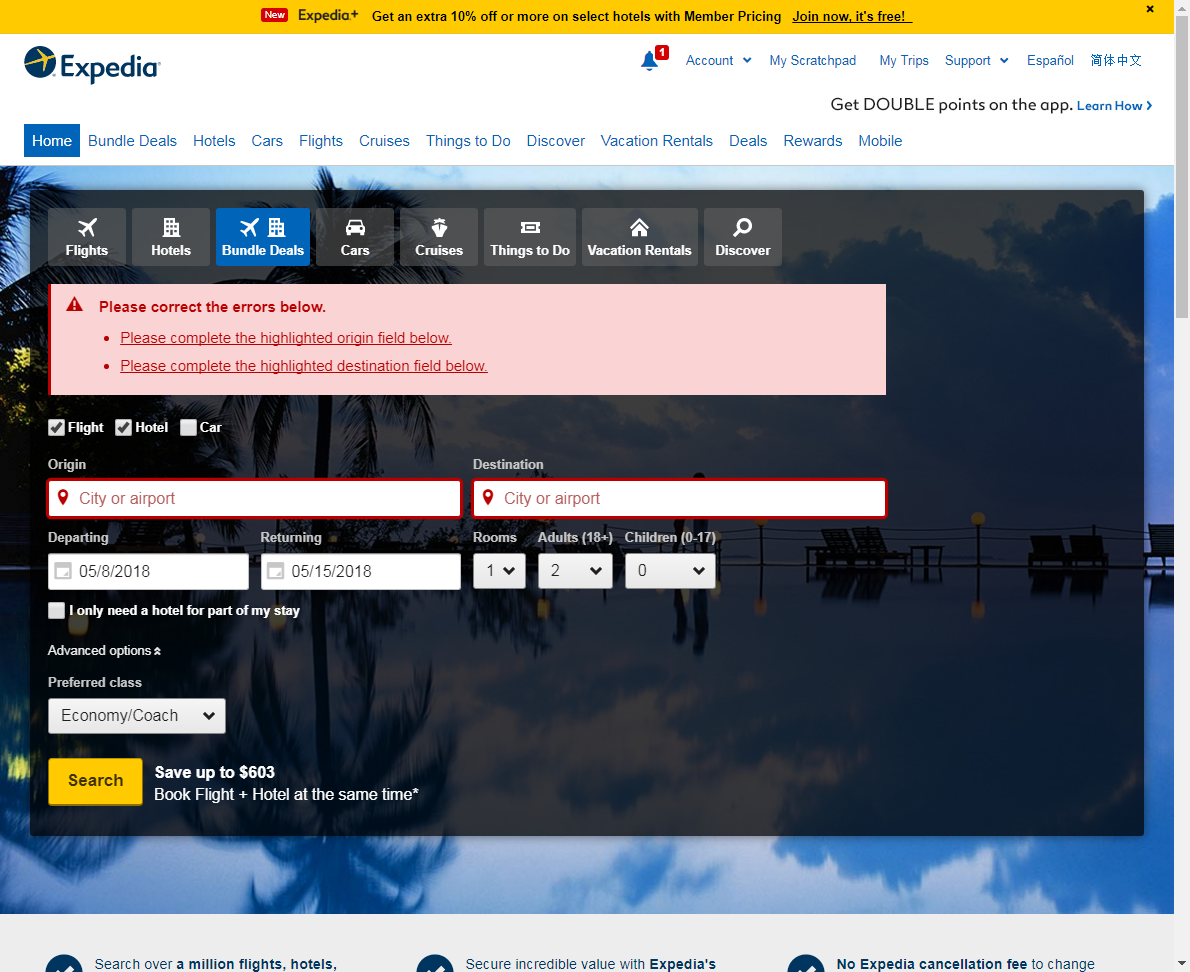 New Expedia+ Get an extra 10% off or more on select hotels with Member Pricing Join now, it's free!
Expedia
1 Account My Scratchpad My Trips Support Español 简体中文
Get DOUBLE points on the app. Learn How
Home Bundle Deals Hotels Cars Flights Cruises Things to Do Discover Vacation Rentals Deals Rewards Mobile
Flights Hotels Bundle Deals Cars Cruises Things to Do Vacation Rentals Discover
Please correct the errors below.
• Please complete the highlighted origin field below.
• Please complete the highlighted destination field below.
Flight Hotel Car
Origin Destination
City or airport City or airport
Departing Returning Rooms Adults (18+) Children (0-17)
05/8/2018 05/15/2018 1 2 0
I only need a hotel for part of my stay
Advanced options
Preferred class
Economy/Coach
Search Save up to $603
Book Flight + Hotel at the same time*
Search over a million flights, hotels, Secure incredible value with Expedia's No Expedia cancellation fee to change